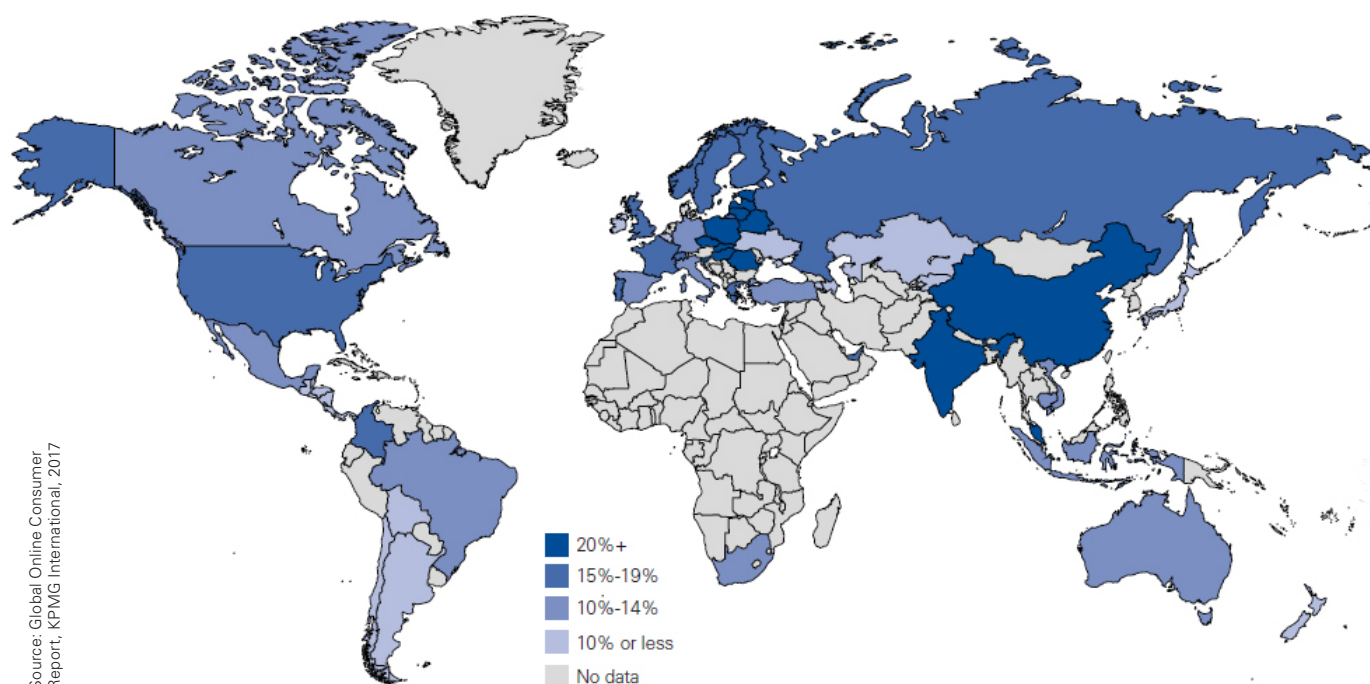 Source: Global Online Consumer
Report, KPMG International, 2017
20%+
15%-19%
10%-14%
10% or less
No data